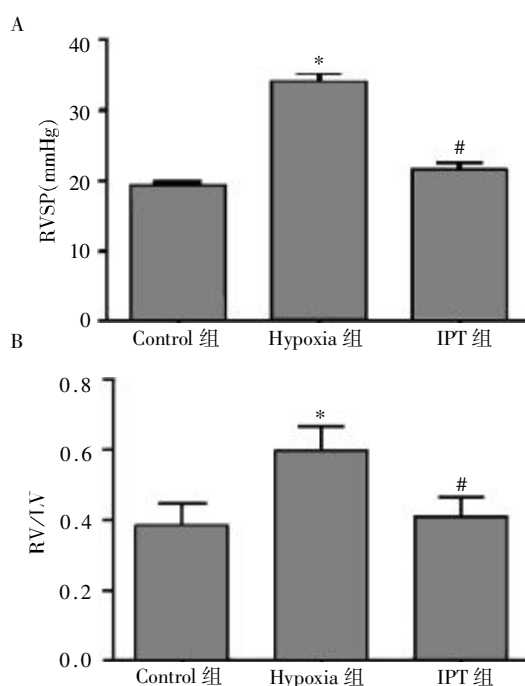 A
40
30
20
10
0
RVSP(mmHg)
*
#
Control 组
Hypoxia 组
IPT 组
B
0.8
0.6
0.4
0.2
0.0
RV/LV
*
#
Control 组
Hypoxia 组
IPT 组